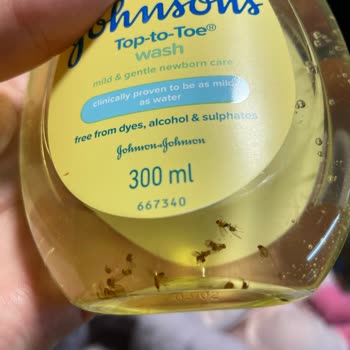 Johnson's
Top-to-Toe®
wash
mild & gentle newborn care
clinically proven to be as mild
as water
free from dyes, alcohol & sulphates
Johnson & Johnson
300 ml
667340